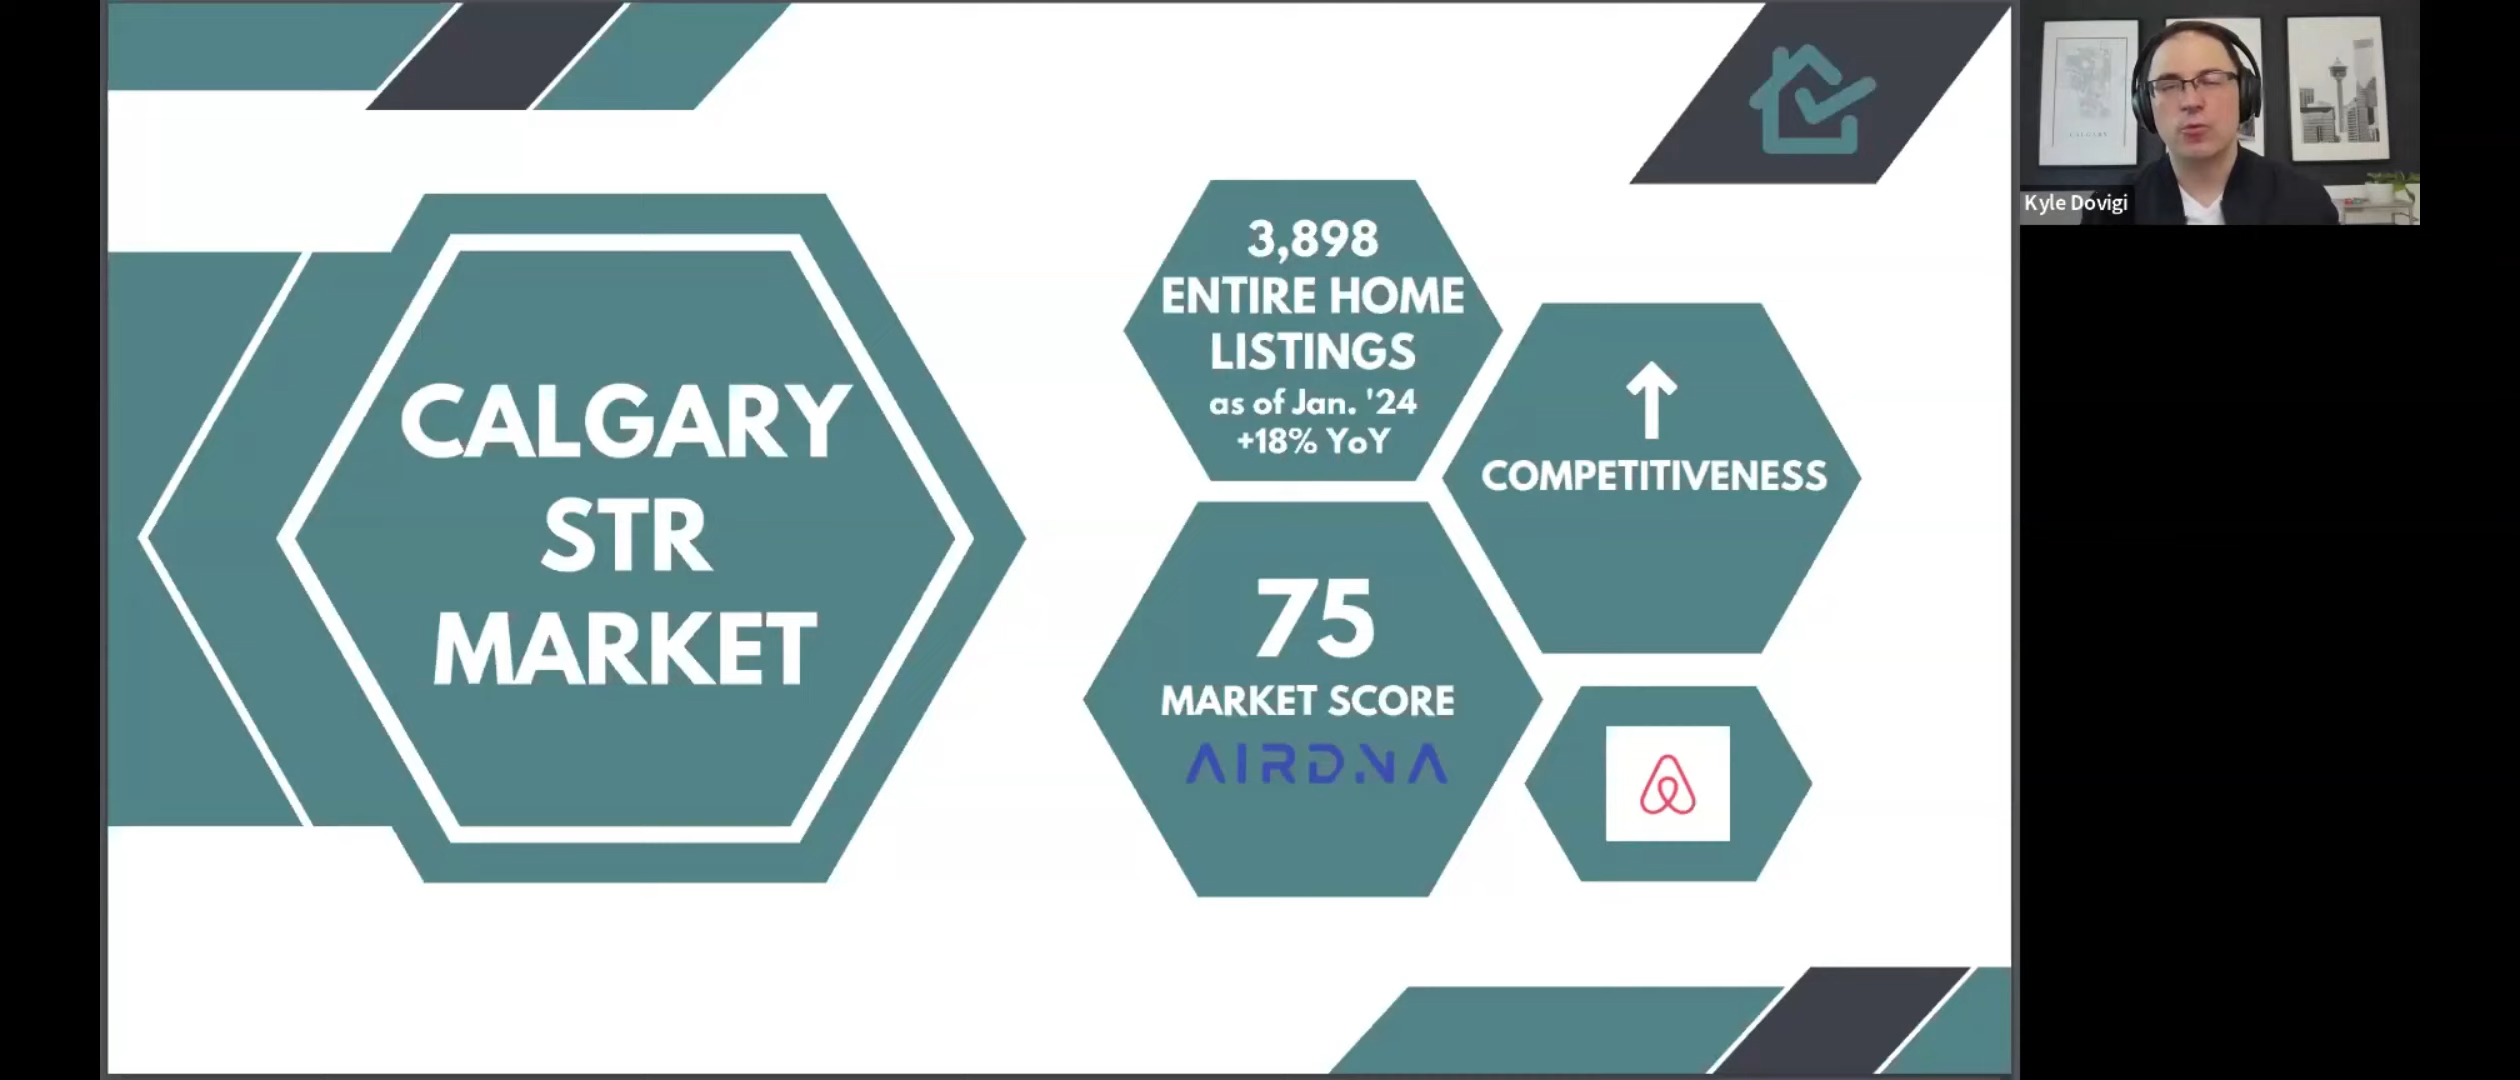 CALGARY
STR
MARKET
3,898
ENTIRE HOME
LISTINGS
as of Jan. '24
+18% YoY
COMPETITIVENESS
75
MARKET SCORE
AIRDNA
Kyle Dovigi
CALGARY